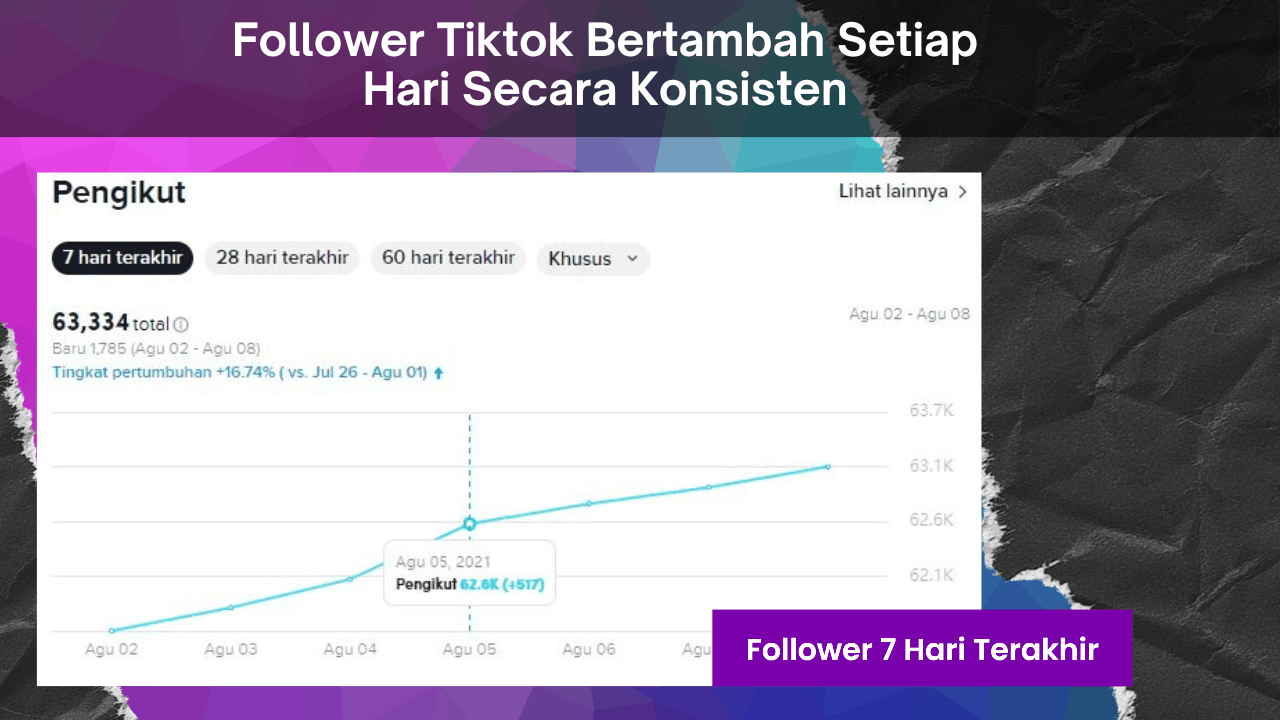 Follower Tiktok Bertambah Setiap
Hari Secara Konsisten
Pengikut
Lihat lainnya
7 hari terakhir
28 hari terakhir
60 hari terakhir
Khusus
63,334 total
Agu 02 - Agu 08
Baru 1,785 (Agu 02 - Agu 08)
Tingkat pertumbuhan +16.74% ( vs. Jul 26 - Agu 01)
63.7K
63.1K
62.6K
62.1K
Agu 05, 2021
Pengikut 62.6K (+517)
Agu 02
Agu 03
Agu 04
Agu 05
Agu 06
Agu
Follower 7 Hari Terakhir